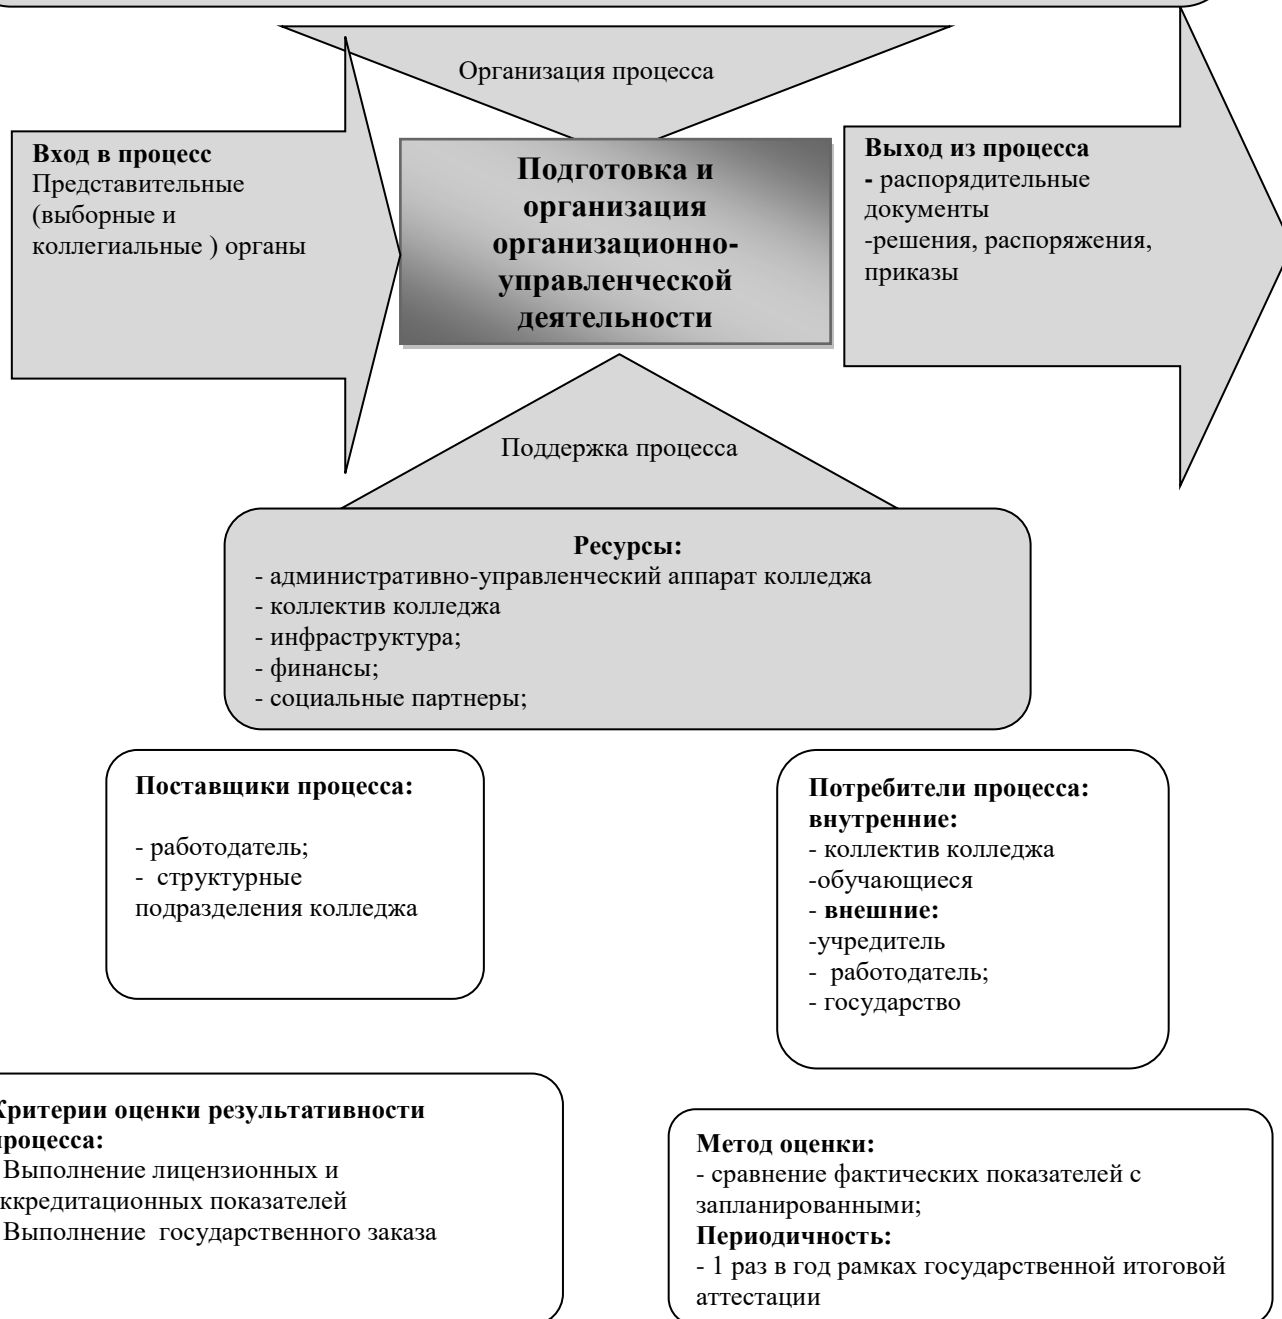 Организация процесса
Вход в процесс
Представительные
(выборные и
коллегиальные ) органы
Подготовка и
организация
организационно-
управленческой
деятельности
Выход из процесса
- распорядительные
документы
-решения, распоряжения,
приказы
Поддержка процесса
Ресурсы:
- административно-управленческий аппарат колледжа
- коллектив колледжа
- инфраструктура;
- финансы;
- социальные партнеры;
Поставщики процесса:
- работодатель;
- структурные
подразделения колледжа
Потребители процесса:
внутренние:
- коллектив колледжа
-обучающиеся
- внешние:
-учредитель
- работодатель;
- государство
Критерии оценки результативности
процесса:
Выполнение лицензионных и
ккредитационных показателей
Выполнение государственного заказа
Метод оценки:
- сравнение фактических показателей с
запланированными;
Периодичность:
- 1 раз в год рамках государственной итоговой
аттестации